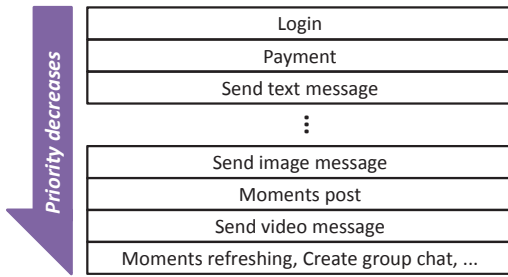 Priority decreases
Login
Payment
Send text message
...
Send image message
Moments post
Send video message
Moments refreshing, Create group chat, ...